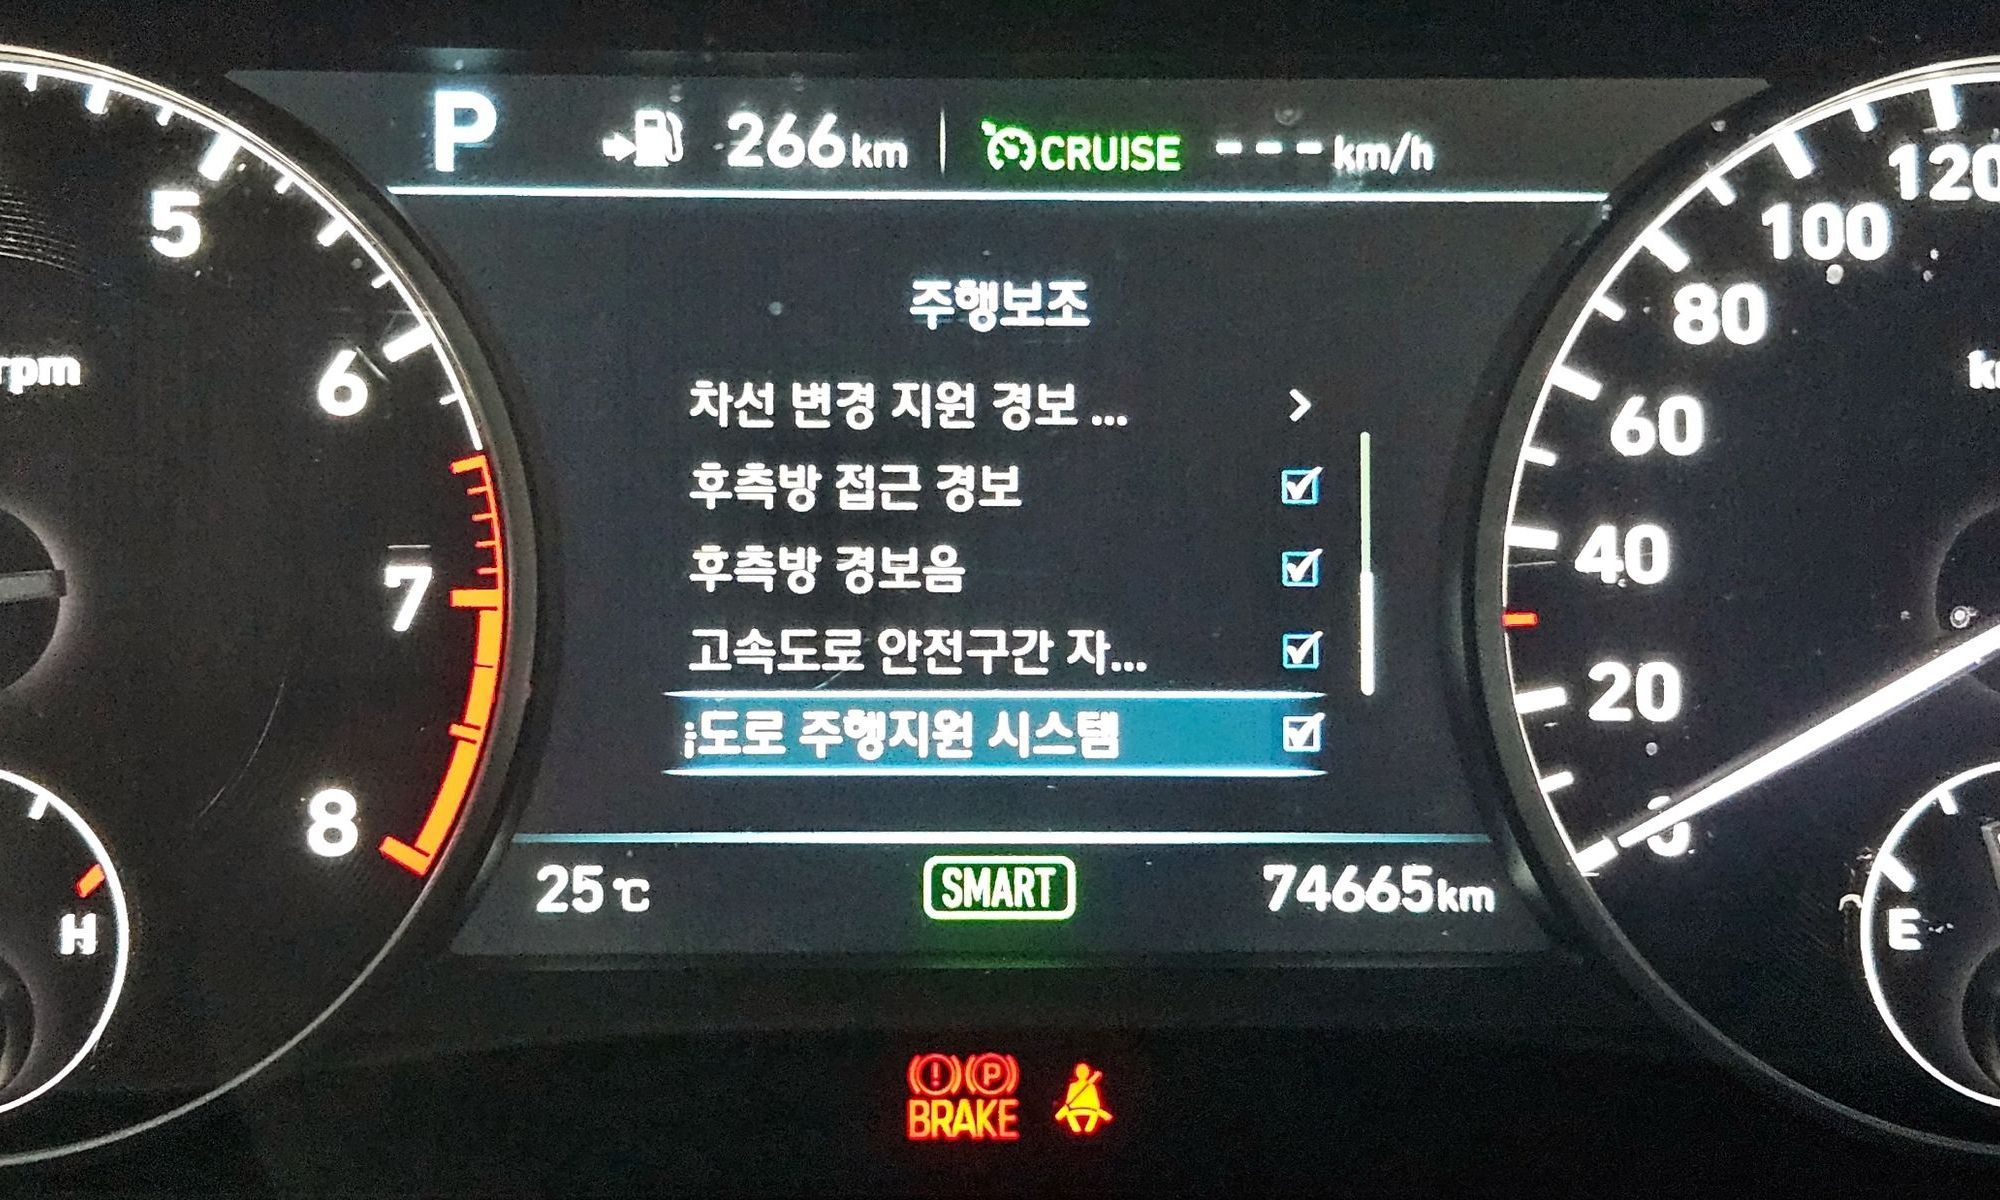 P 266km CRUISE ---km/h
주행보조
차선 변경 지원 경보 ... >
후측방 접근 경보
후측방 경보음
고속도로 안전구간 자...
도로 주행지원 시스템
25℃ SMART 74665km
BRAKE
rpm
5
6
7
8
H
120
100
80
60
40
20
0
E